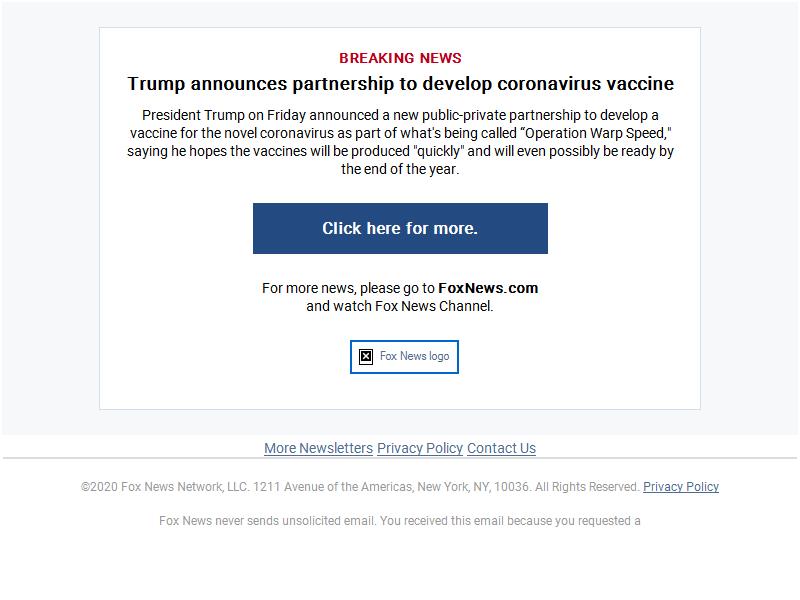 BREAKING NEWS
Trump announces partnership to develop coronavirus vaccine
President Trump on Friday announced a new public-private partnership to develop a
vaccine for the novel coronavirus as part of what's being called “Operation Warp Speed,"
saying he hopes the vaccines will be produced "quickly" and will even possibly be ready by
the end of the year.
Click here for more.
For more news, please go to FoxNews.com
and watch Fox News Channel.
Fox News logo
More Newsletters Privacy Policy Contact Us
©2020 Fox News Network, LLC. 1211 Avenue of the Americas, New York, NY, 10036. All Rights Reserved. Privacy Policy
Fox News never sends unsolicited email. You received this email because you requested a